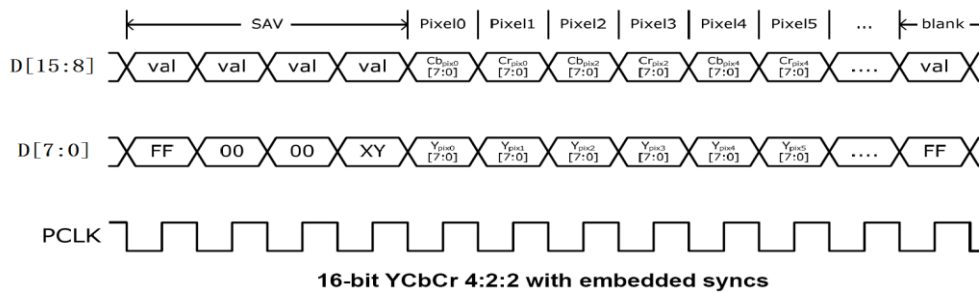 SAV Pixel0 Pixel1 Pixel2 Pixel3 Pixel4 Pixel5 ... blank
D[15:8] val val val val Cbpix0 [7:0] Crpix0 [7:0] Cbpix2 [7:0] Crpix2 [7:0] Cbpix4 [7:0] Crpix4 [7:0] .... val
D[7:0] FF 00 00 XY Ypix0 [7:0] Ypix1 [7:0] Ypix2 [7:0] Ypix3 [7:0] Ypix4 [7:0] Ypix5 [7:0] .... FF
PCLK
16-bit YCbCr 4:2:2 with embedded syncs